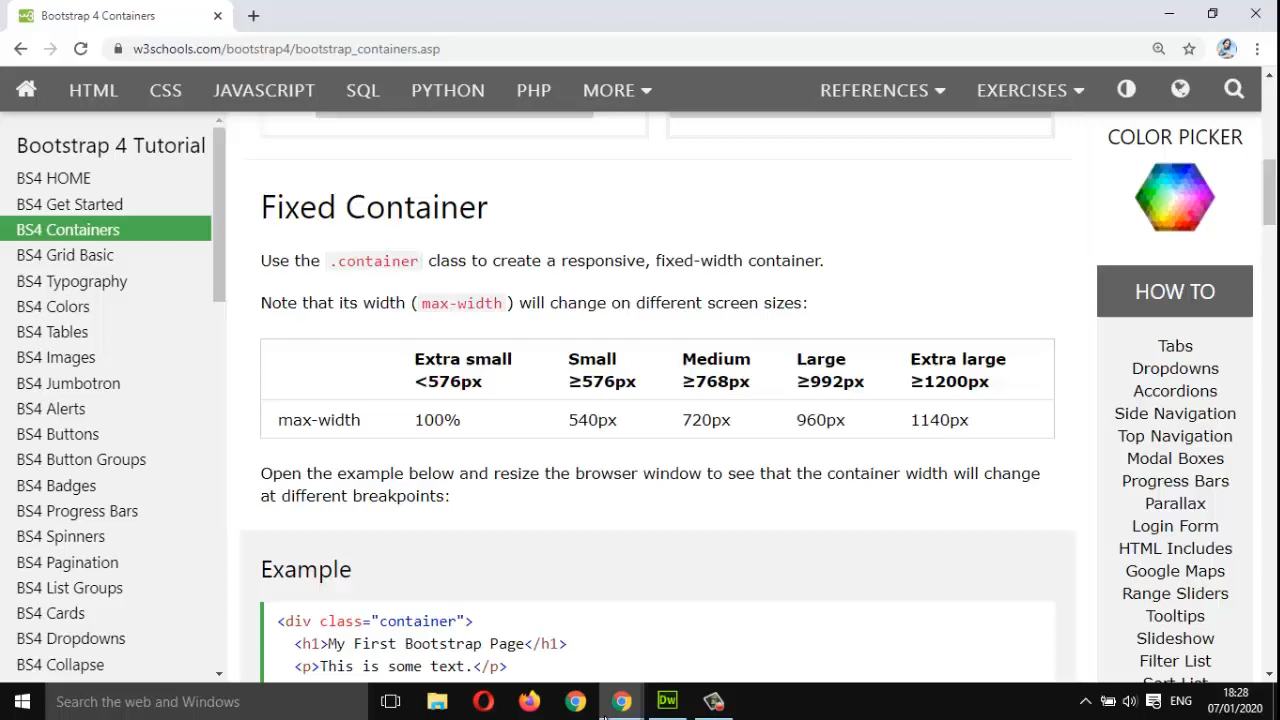 Bootstrap 4 Containers
w3schools.com/bootstrap4/bootstrap_containers.asp
HTML CSS JAVASCRIPT SQL PYTHON PHP MORE REFERENCES EXERCISES
Bootstrap 4 Tutorial
BS4 HOME
BS4 Get Started
BS4 Containers
BS4 Grid Basic
BS4 Typography
BS4 Colors
BS4 Tables
BS4 Images
BS4 Jumbotron
BS4 Alerts
BS4 Buttons
BS4 Button Groups
BS4 Badges
BS4 Progress Bars
BS4 Spinners
BS4 Pagination
BS4 List Groups
BS4 Cards
BS4 Dropdowns
BS4 Collapse
Fixed Container
Use the .container class to create a responsive, fixed-width container.
Note that its width (max-width) will change on different screen sizes:
Extra small Small Medium Large Extra large
<576px ≥576px ≥768px ≥992px ≥1200px
max-width 100% 540px 720px 960px 1140px
Open the example below and resize the browser window to see that the container width will change
at different breakpoints:
Example
<div class="container">
<h1>My First Bootstrap Page</h1>
<p>This is some text.</p>
COLOR PICKER
HOW TO
Tabs
Dropdowns
Accordions
Side Navigation
Top Navigation
Modal Boxes
Progress Bars
Parallax
Login Form
HTML Includes
Google Maps
Range Sliders
Tooltips
Slideshow
Filter List
Sort List
Search the web and Windows
Dw
ENG
18:28
07/01/2020